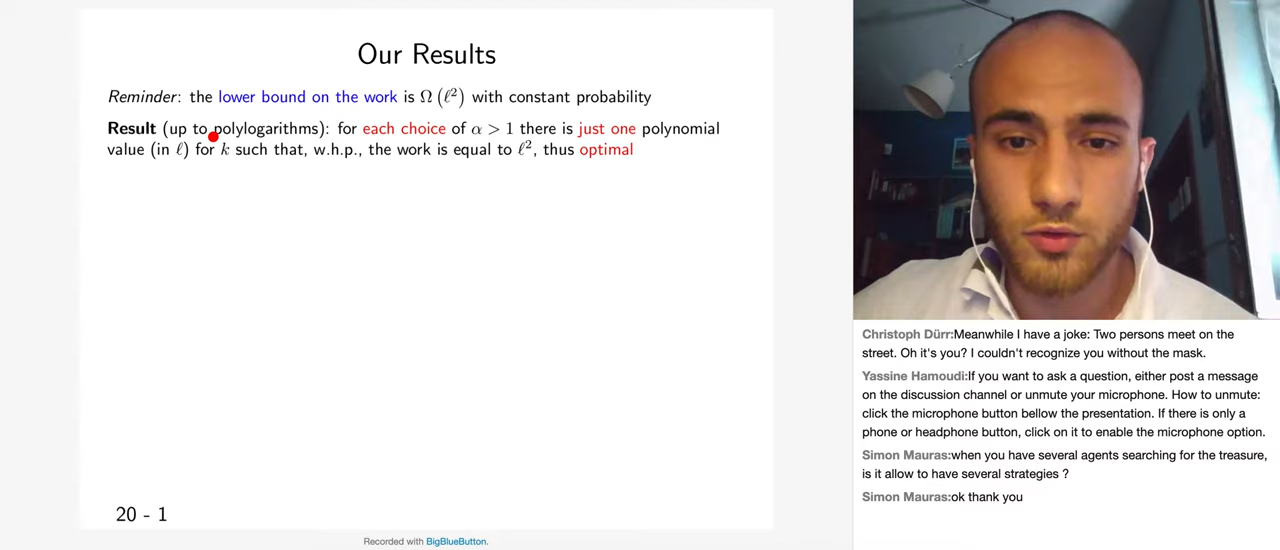 Our Results
Reminder: the lower bound on the work is Ω (ℓ²) with constant probability
Result (up to polylogarithms): for each choice of α > 1 there is just one polynomial
value (in ℓ) for k such that, w.h.p., the work is equal to ℓ², thus optimal
20 - 1
Recorded with BigBlueButton.
Christoph Dürr:Meanwhile I have a joke: Two persons meet on the
street. Oh it's you? I couldn't recognize you without the mask.
Yassine Hamoudi:If you want to ask a question, either post a message
on the discussion channel or unmute your microphone. How to unmute:
click the microphone button bellow the presentation. If there is only a
phone or headphone button, click on it to enable the microphone option.
Simon Mauras:when you have several agents searching for the treasure,
is it allow to have several strategies ?
Simon Mauras:ok thank you